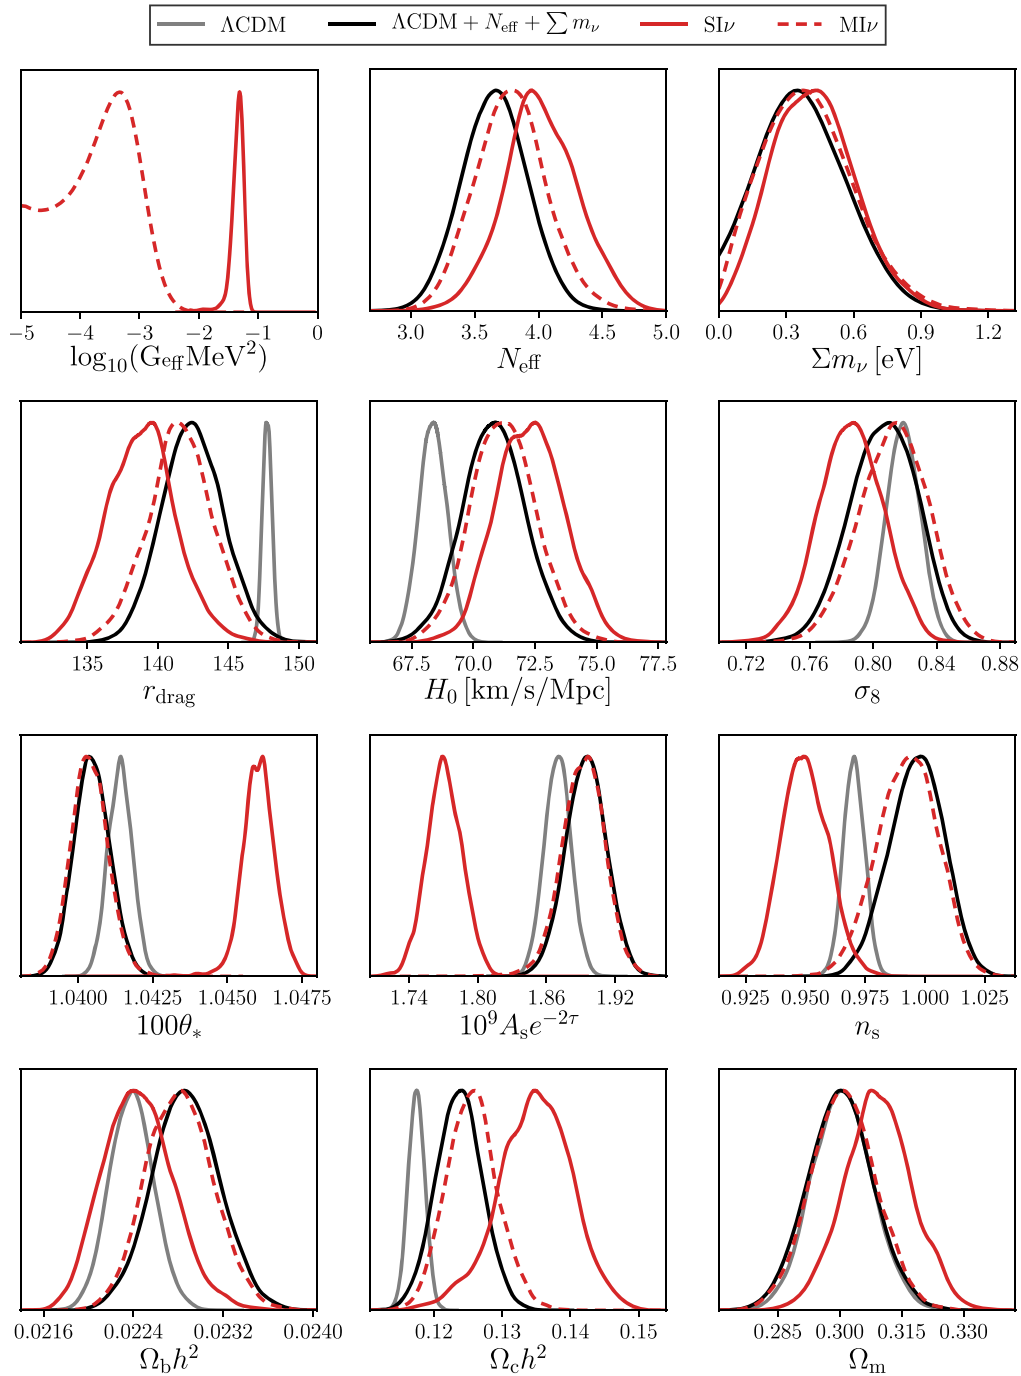 ΛCDM ΛCDM + N_eff + ∑ m_ν SIν MIν
−5 −4 −3 −2 −1 0
log₁₀(G_eff MeV²)
3.0 3.5 4.0 4.5 5.0
N_eff
0.0 0.3 0.6 0.9 1.2
Σm_ν [eV]
135 140 145 150
r_drag
67.5 70.0 72.5 75.0 77.5
H₀ [km/s/Mpc]
0.72 0.76 0.80 0.84 0.88
σ₈
1.0400 1.0425 1.0450 1.0475
100θ_*
1.74 1.80 1.86 1.92
10⁹A_s e^{−2τ}
0.925 0.950 0.975 1.000 1.025
n_s
0.0216 0.0224 0.0232 0.0240
Ω_b h²
0.12 0.13 0.14 0.15
Ω_c h²
0.285 0.300 0.315 0.330
Ω_m